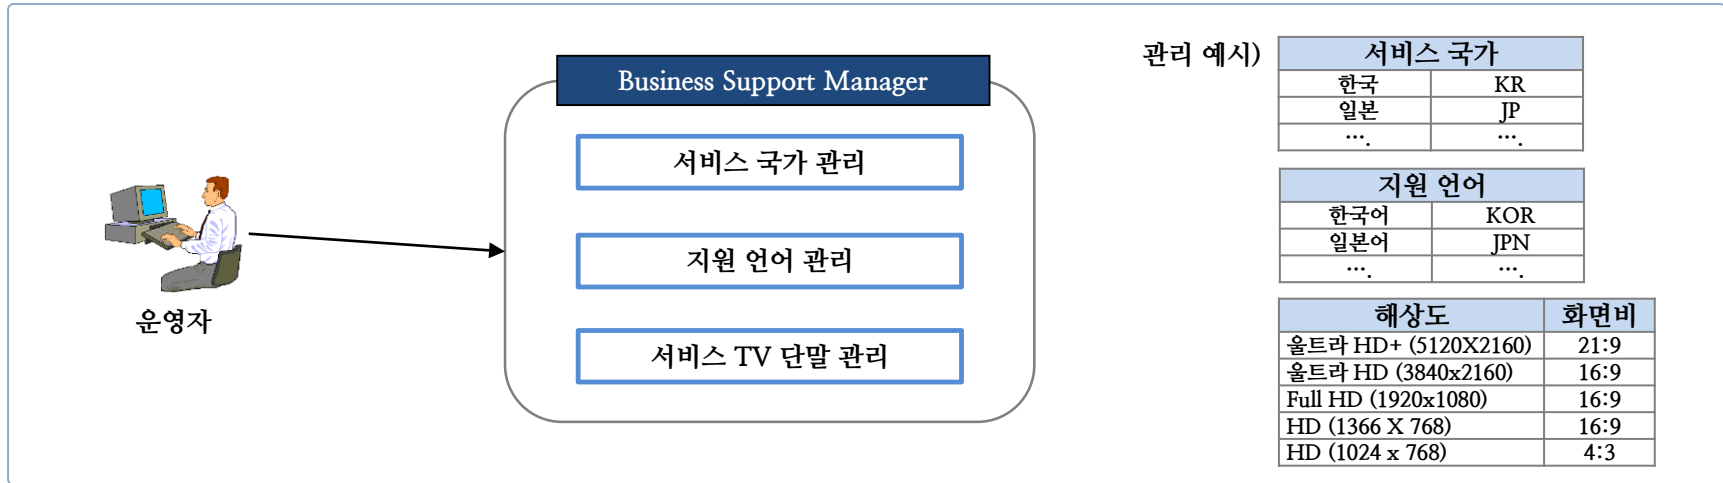 관리 예시)
Business Support Manager
서비스 국가 관리
지원 언어 관리
서비스 TV 단말 관리
운영자
서비스 국가
한국 KR
일본 JP
…. ….
지원 언어
한국어 KOR
일본어 JPN
…. ….
해상도 화면비
울트라 HD+ (5120X2160) 21:9
울트라 HD (3840x2160) 16:9
Full HD (1920x1080) 16:9
HD (1366 X 768) 16:9
HD (1024 x 768) 4:3